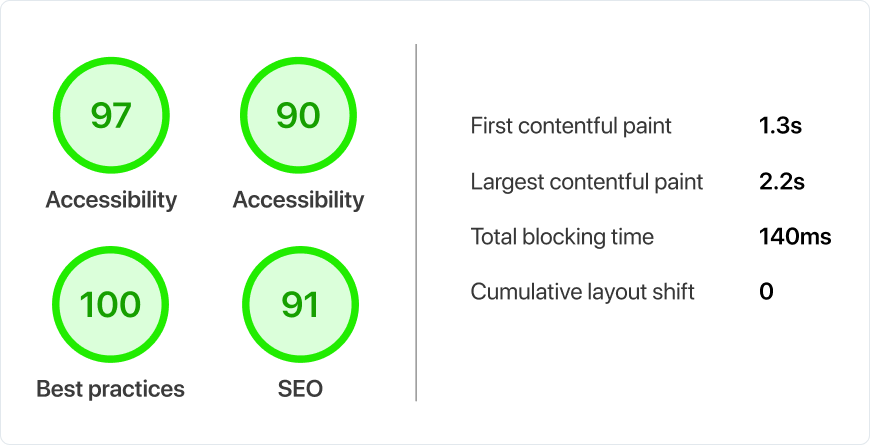 97
90
Accessibility
Accessibility
100
91
Best practices
SEO
First contentful paint 1.3s
Largest contentful paint 2.2s
Total blocking time 140ms
Cumulative layout shift 0